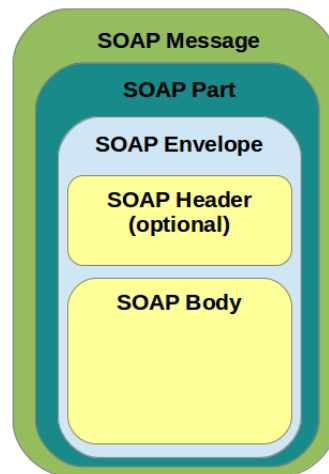 SOAP Message
SOAP Part
SOAP Envelope
SOAP Header
(optional)
SOAP Body